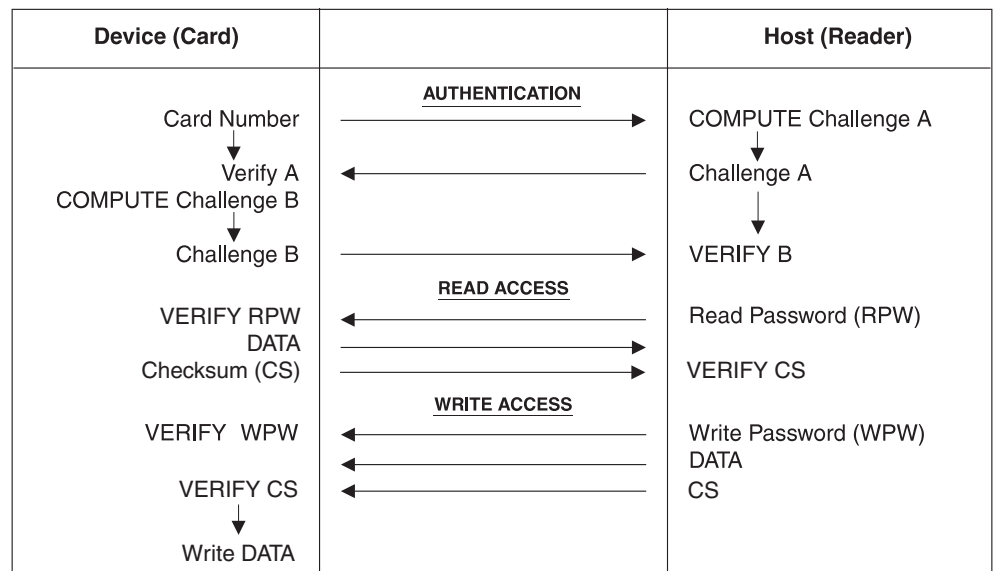 Device (Card) Host (Reader)
AUTHENTICATION
Card Number COMPUTE Challenge A
Verify A Challenge A
COMPUTE Challenge B
Challenge B VERIFY B
READ ACCESS
VERIFY RPW Read Password (RPW)
DATA
Checksum (CS) VERIFY CS
WRITE ACCESS
VERIFY WPW Write Password (WPW)
DATA
VERIFY CS CS
Write DATA